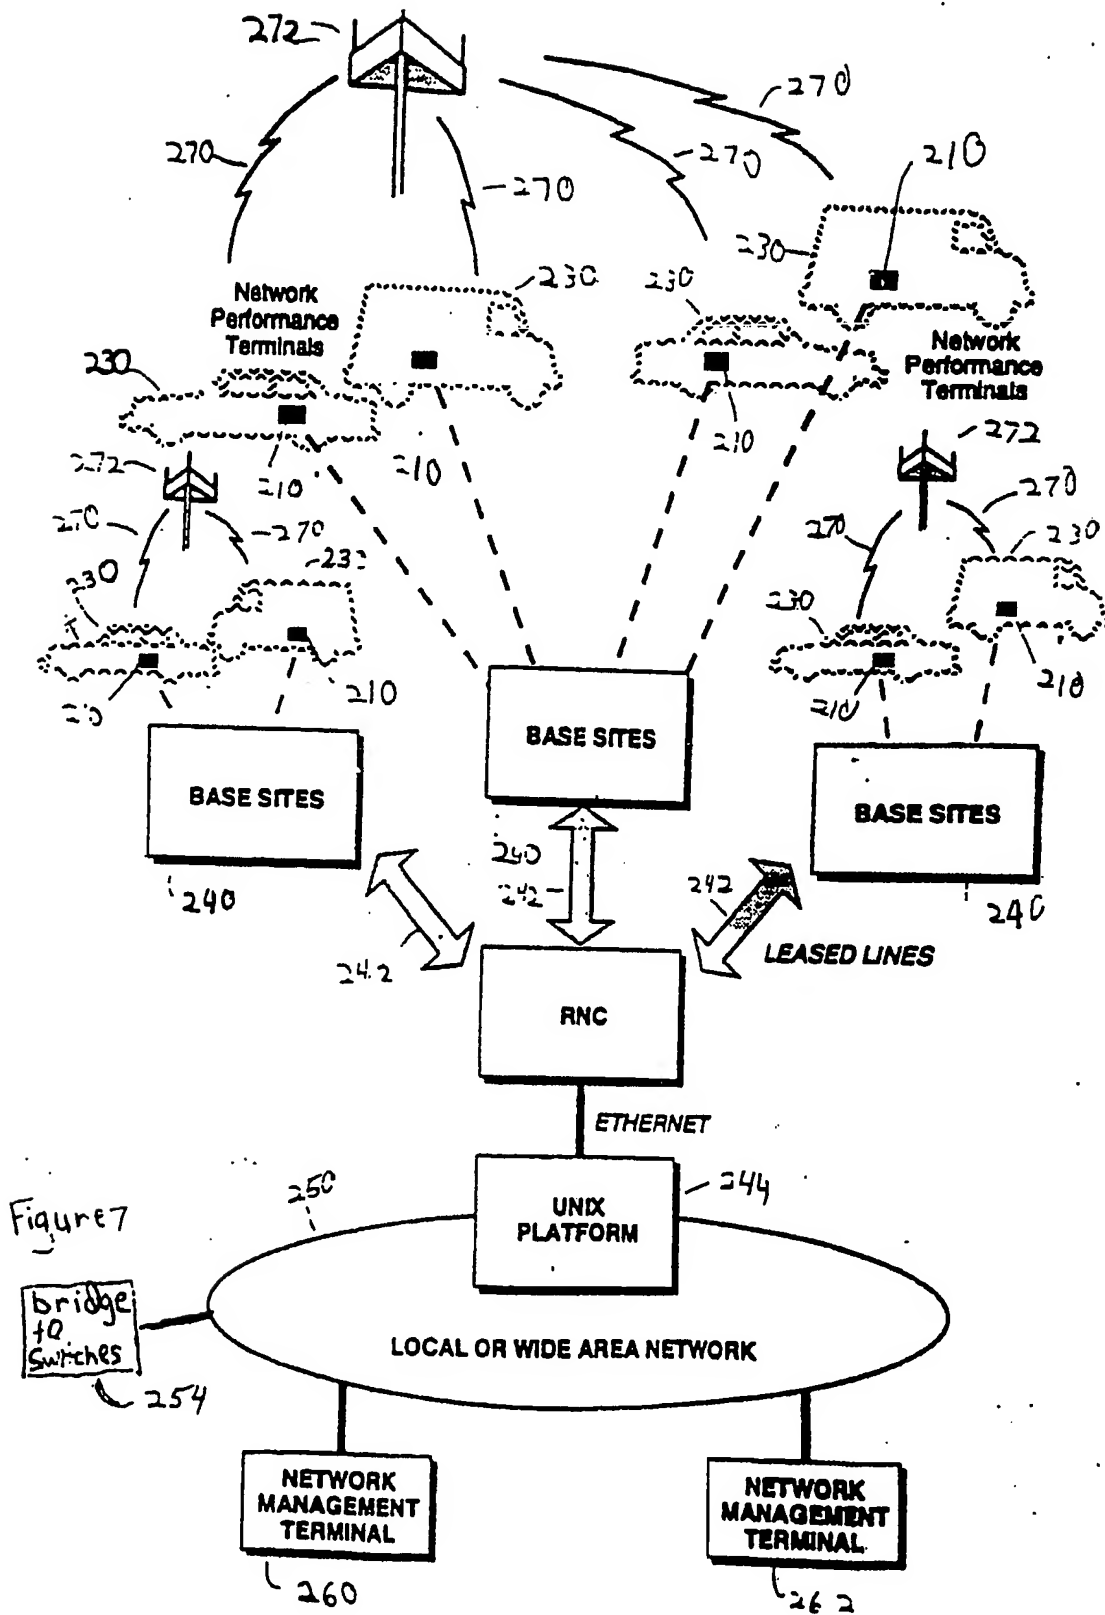 272
270
270
270
270
210
230
230
230
Network
Performance
Terminals
Network
Performance
Terminals
230
210
210
210
272
272
270
270
270
270
230
230
230
210
210
210
BASE SITES
BASE SITES
BASE SITES
240
240
240
242
242
242
LEASED LINES
RNC
ETHERNET
UNIX
PLATFORM
244
250
Figure 7
bridge
to
switches
254
LOCAL OR WIDE AREA NETWORK
NETWORK
MANAGEMENT
TERMINAL
260
NETWORK
MANAGEMENT
TERMINAL
262